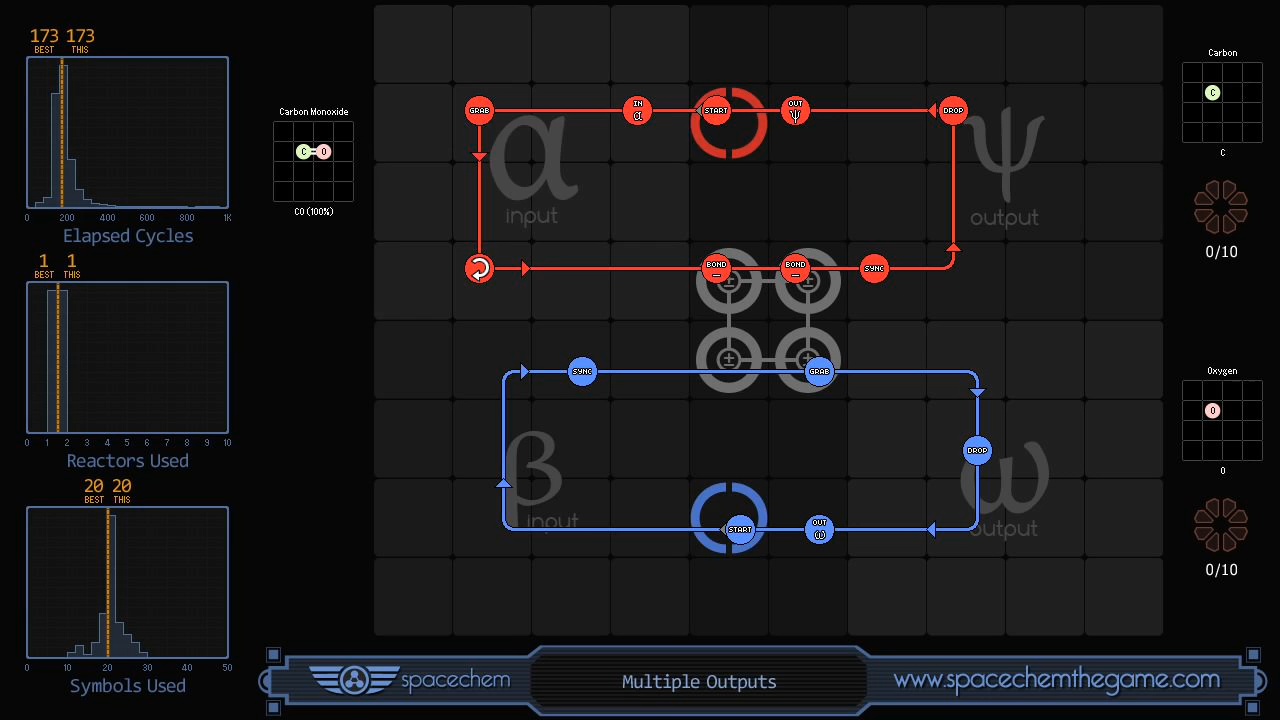 173 173
BEST THIS
0 200 400 600 800 1K
Elapsed Cycles
1 1
BEST THIS
0 1 2 3 4 5 6 7 8 9 10
Reactors Used
20 20
BEST THIS
0 10 20 30 40 50
Symbols Used
Carbon Monoxide
C=O
CO (100%)
GRAB
IN
α
START
OUT
Ψ
DROP
α
input
ψ
output
BOND
−
BOND
−
SYNC
± ±
± ±
SYNC
GRAB
DROP
β
input
ω
output
START
OUT
ω
Carbon
C
C
0/10
Oxygen
O
O
0/10
spacechem
Multiple Outputs
www.spacechemthegame.com